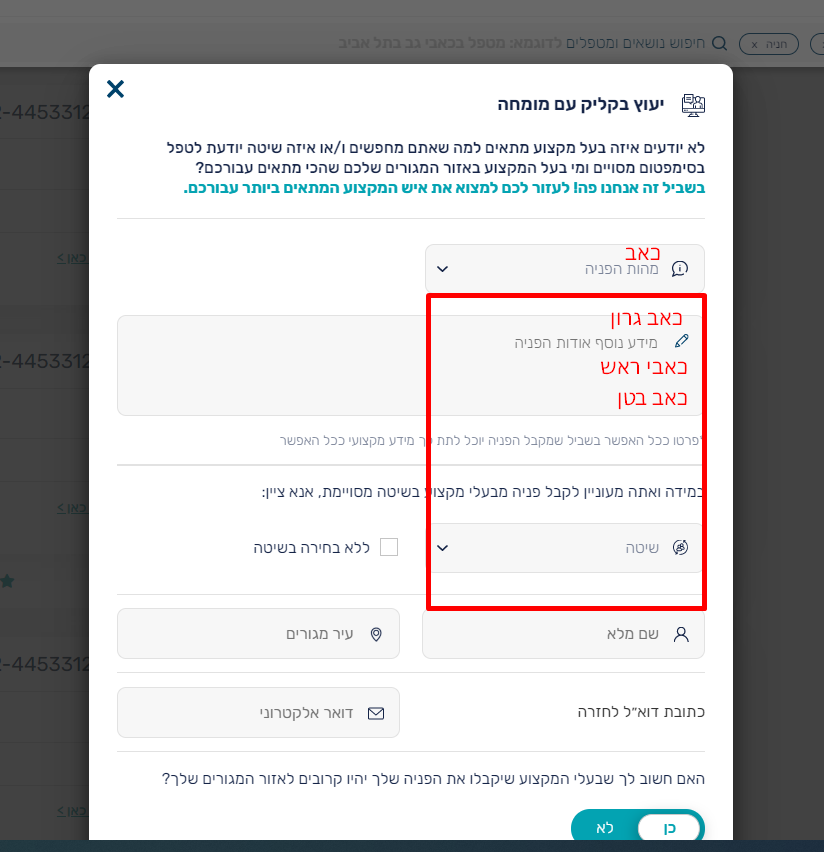 חיפוש נושאים ומטפלים לדוגמא: מטפל בכאבי גב בתל אביב
חניה x
יעוץ בקליק עם מומחה
לא יודעים איזה בעל מקצוע מתאים למה שאתם מחפשים ו/או איזה שיטה יודעת לטפל
בסימפטום מסויים ומי בעל המקצוע באזור המגורים שלכם שהכי מתאים עבורכם?
בשביל זה אנחנו פה! לעזור לכם למצוא את איש המקצוע המתאים ביותר עבורכם.
כאב
מהות הפניה
כאב גרון
מידע נוסף אודות הפניה
כאבי ראש
כאב בטן
לפרטו ככל האפשר בשביל שמקבל הפניה יוכל לתת לך מידע מקצועי ככל האפשר
במידה ואתה מעוניין לקבל פניה מבעלי מקצוע בשיטה מסויימת, אנא ציין:
שיטה
ללא בחירה בשיטה
שם מלא
עיר מגורים
כתובת דוא״ל לחזרה
דואר אלקטרוני
האם חשוב לך שבעלי המקצוע שיקבלו את הפניה שלך יהיו קרובים לאזור המגורים שלך?
כן
לא
2-4453312
כאן >
2-4453312
כאן >
2-4453312
כאן >